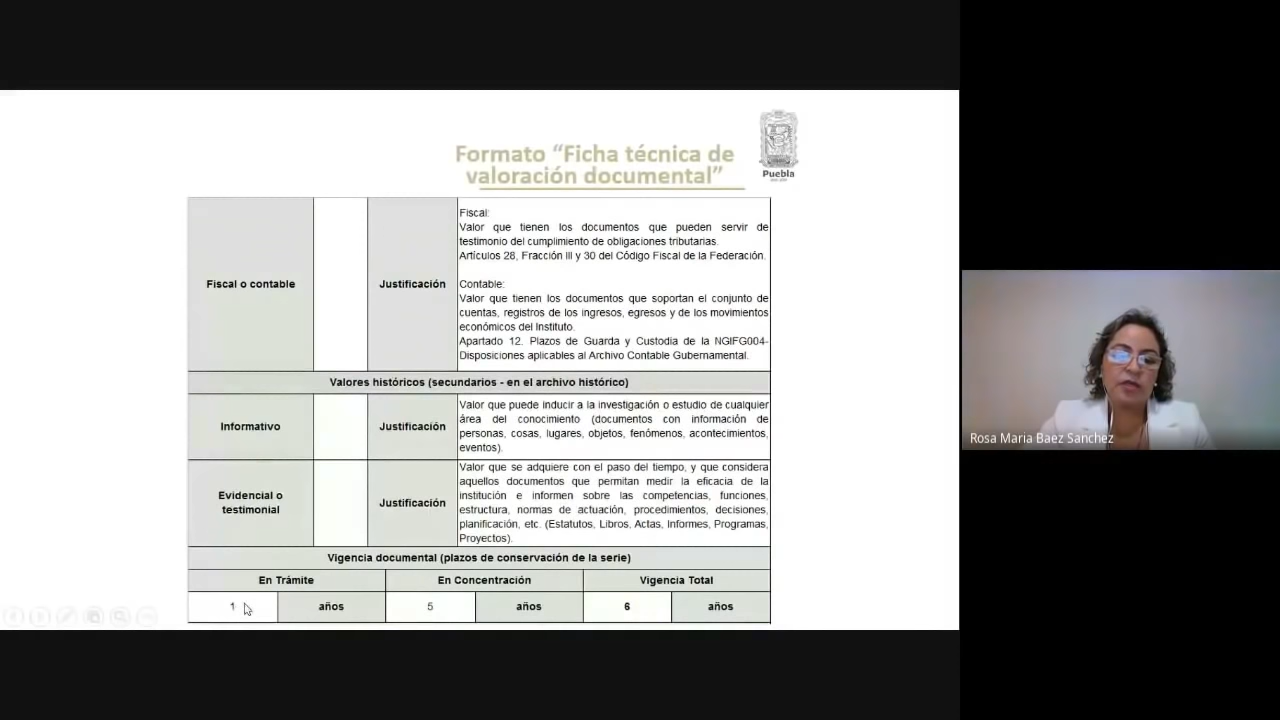 Formato “Ficha técnica de
valoración documental”
Puebla
Fiscal o contable
Justificación
Fiscal:
Valor que tienen los documentos que pueden servir de
testimonio del cumplimiento de obligaciones tributarias.
Artículos 28, Fracción III y 30 del Código Fiscal de la Federación.
Contable:
Valor que tienen los documentos que soportan el conjunto de
cuentas, registros de los ingresos, egresos y de los movimientos
económicos del Instituto.
Apartado 12. Plazos de Guarda y Custodia de la NGIFG004-
Disposiciones aplicables al Archivo Contable Gubernamental.
Valores históricos (secundarios - en el archivo histórico)
Informativo
Justificación
Valor que puede inducir a la investigación o estudio de cualquier
área del conocimiento (documentos con información de
personas, cosas, lugares, objetos, fenómenos, acontecimientos,
eventos).
Evidencial o
testimonial
Justificación
Valor que se adquiere con el paso del tiempo, y que considera
aquellos documentos que permitan medir la eficacia de la
institución e informen sobre las competencias, funciones,
estructura, normas de actuación, procedimientos, decisiones,
planificación, etc. (Estatutos, Libros, Actas, Informes, Programas,
Proyectos).
Vigencia documental (plazos de conservación de la serie)
En Trámite En Concentración Vigencia Total
1 años 5 años 6 años
Rosa Maria Baez Sanchez